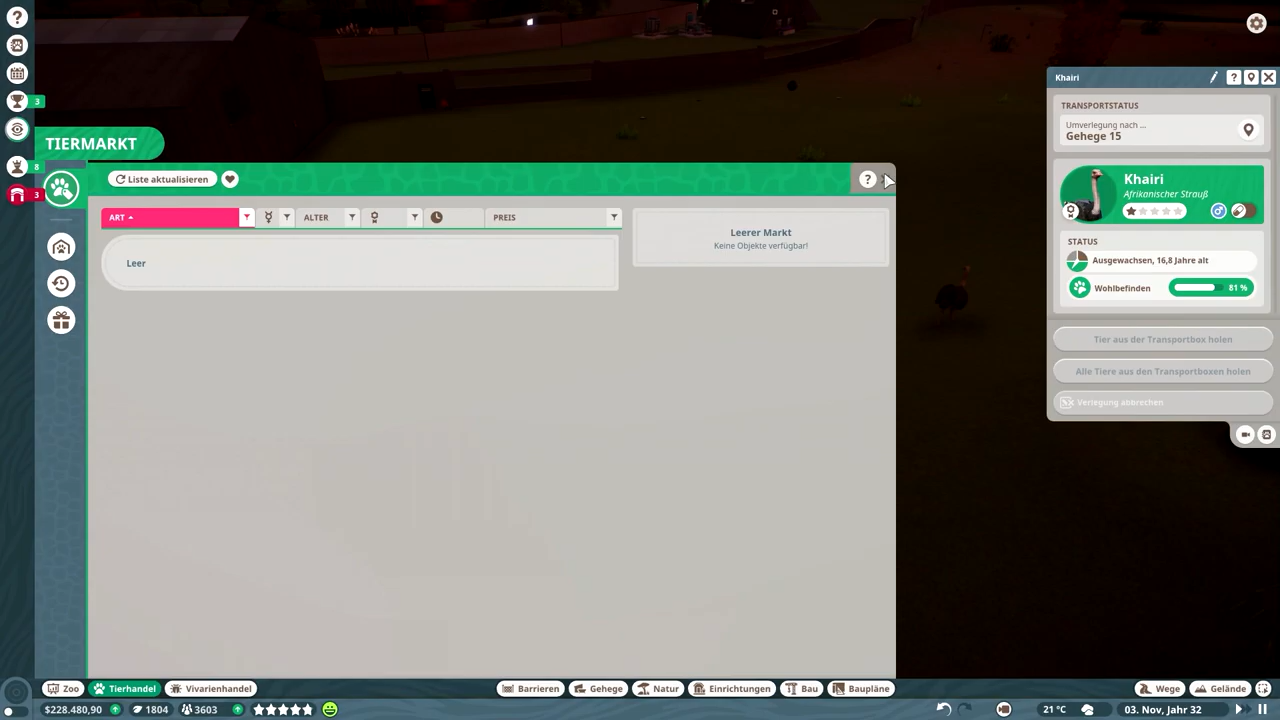 3
TIERMARKT
8
3
Liste aktualisieren
?
ART
ALTER
PREIS
Leer
Leerer Markt
Keine Objekte verfügbar!
Khairi
?
TRANSPORTSTATUS
Umverlegung nach ...
Gehege 15
Khairi
Afrikanischer Strauß
STATUS
Ausgewachsen, 16,8 Jahre alt
Wohlbefinden
81 %
Tier aus der Transportbox holen
Alle Tiere aus den Transportboxen holen
Verlegung abbrechen
Zoo
Tierhandel
Vivarienhandel
Barrieren
Gehege
Natur
Einrichtungen
Bau
Baupläne
Wege
Gelände
$228.480,90
1804
3603
21 °C
03. Nov, Jahr 32